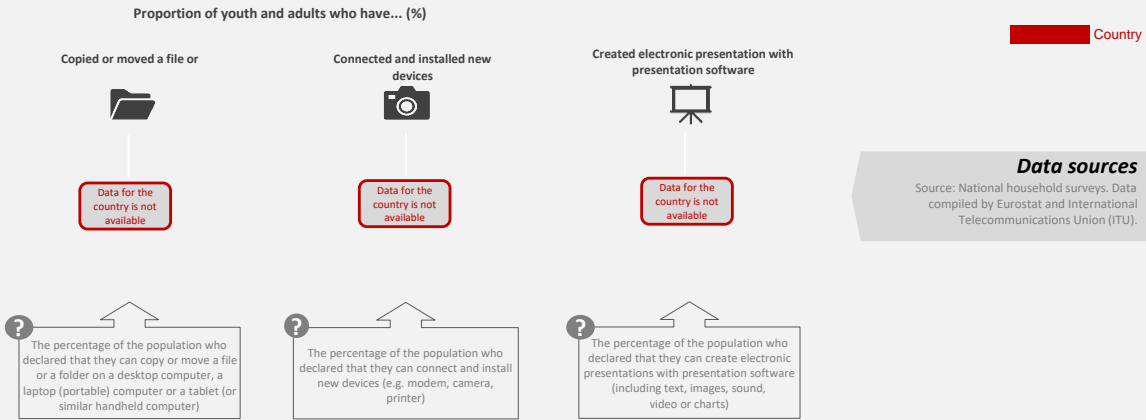 Proportion of youth and adults who have... (%)
Country
Copied or moved a file or
Connected and installed new
devices
Created electronic presentation with
presentation software
Data for the
country is not
available
Data for the
country is not
available
Data for the
country is not
available
Data sources
Source: National household surveys. Data
compiled by Eurostat and International
Telecommunications Union (ITU).
?
The percentage of the population who
declared that they can copy or move a file
or a folder on a desktop computer, a
laptop (portable) computer or a tablet (or
similar handheld computer)
?
The percentage of the population who
declared that they can connect and install
new devices (e.g. modem, camera,
printer)
?
The percentage of the population who
declared that they can create electronic
presentations with presentation software
(including text, images, sound,
video or charts)